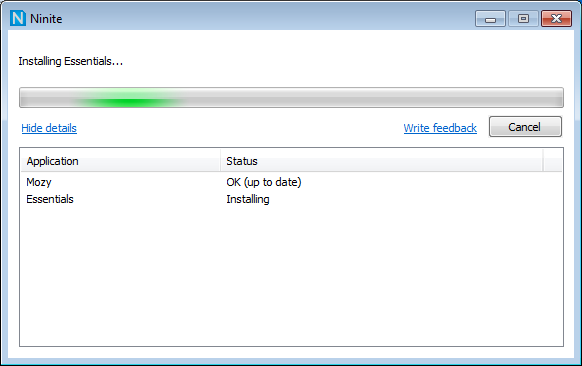 N Ninite
Installing Essentials...
Hide details
Write feedback
Cancel
Application Status
Mozy OK (up to date)
Essentials Installing